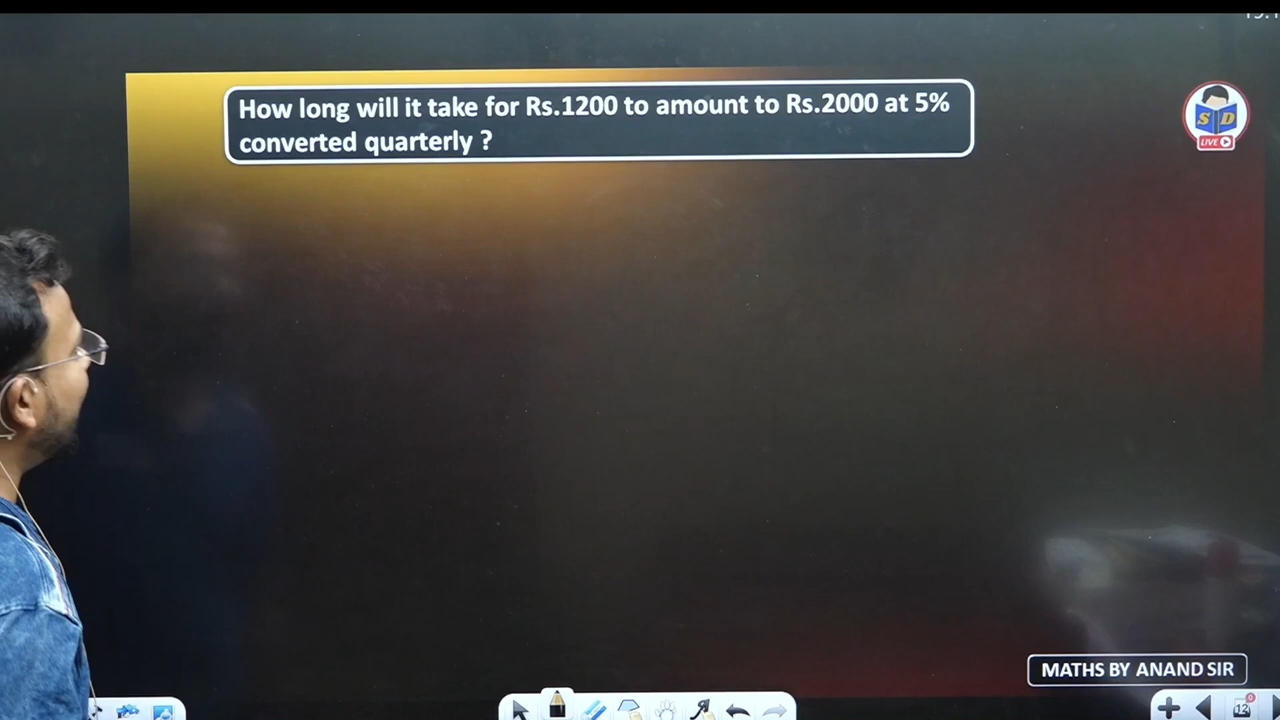 How long will it take for Rs.1200 to amount to Rs.2000 at 5%
converted quarterly ?
S D
LIVE
MATHS BY ANAND SIR